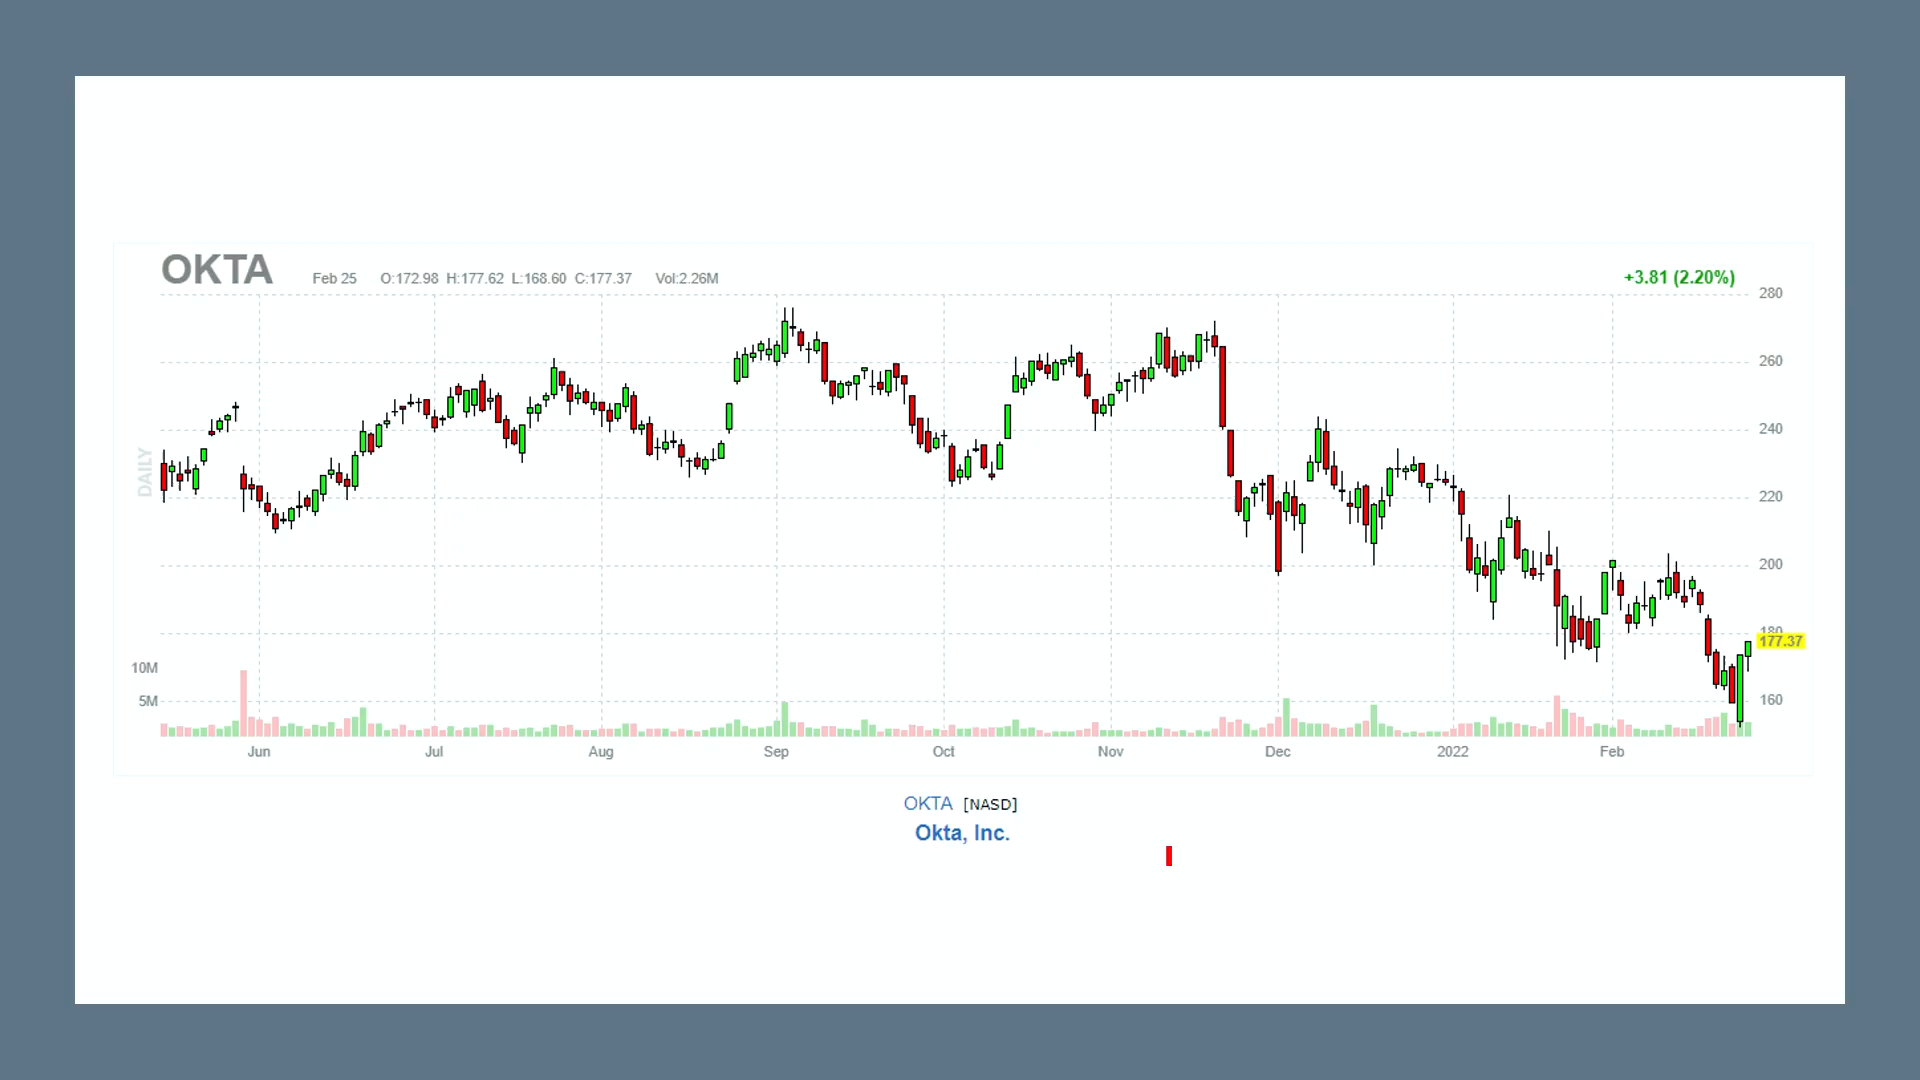 OKTA Feb 25 O:172.98 H:177.62 L:168.60 C:177.37 Vol:2.26M +3.81 (2.20%)
280
260
240
DAILY
220
200
180
177.37
10M
5M
160
Jun Jul Aug Sep Oct Nov Dec 2022 Feb
OKTA [NASD]
Okta, Inc.